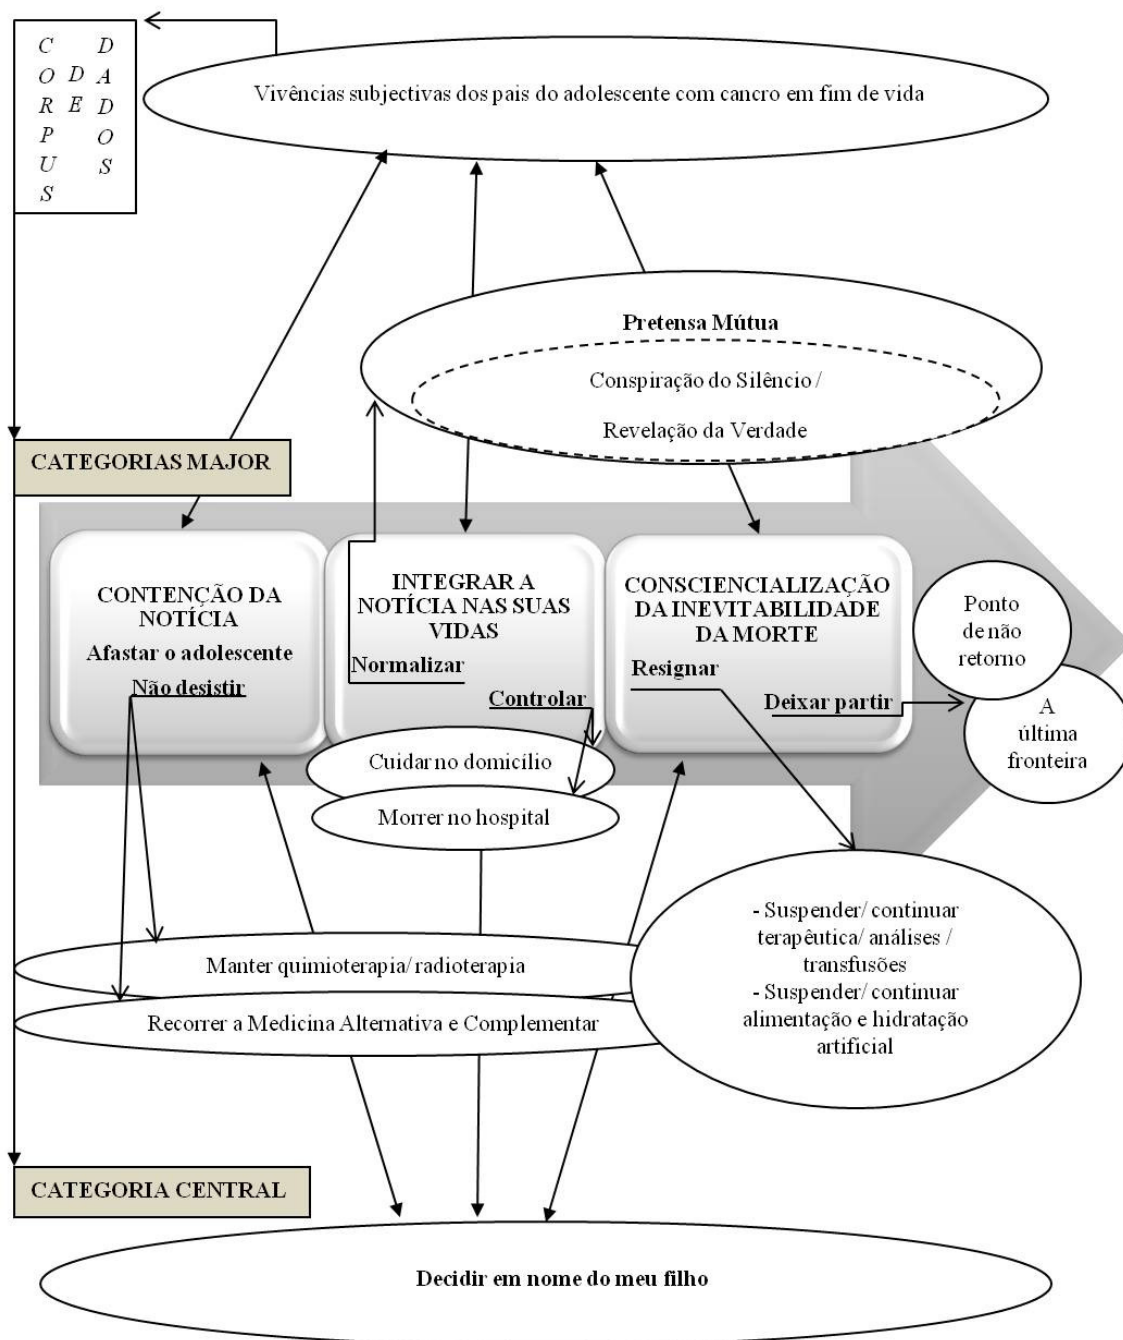 CORPUS
DE
DADOS
Vivências subjectivas dos pais do adolescente com cancro em fim de vida
Pretensa Mútua
Conspiração do Silêncio /
Revelação da Verdade
CATEGORIAS MAJOR
CONTENÇÃO DA
NOTÍCIA
Afastar o adolescente
Não desistir
INTEGRAR A
NOTÍCIA NAS SUAS
VIDAS
Normalizar
Controlar
CONSCIENCIALIZAÇÃO
DA INEVITABILIDADE
DA MORTE
Resignar
Deixar partir
Ponto
de não
retorno
A
última
fronteira
Cuidar no domicílio
Morrer no hospital
- Suspender/ continuar
terapêutica/ análises /
transfusões
- Suspender/ continuar
alimentação e hidratação
artificial
Manter quimioterapia/ radioterapia
Recorrer a Medicina Alternativa e Complementar
CATEGORIA CENTRAL
Decidir em nome do meu filho